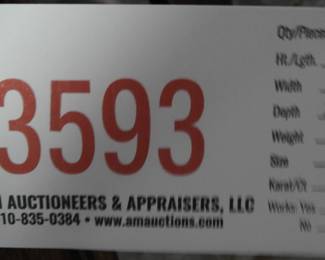 3593
AUCTIONEERS & APPRAISERS, LLC
10-835-0384 • www.amauctions.com
Qty/Piece
Ht./Lgth.
Width
Depth
Weight
Size
Karat/Ct
Works: Yes
No